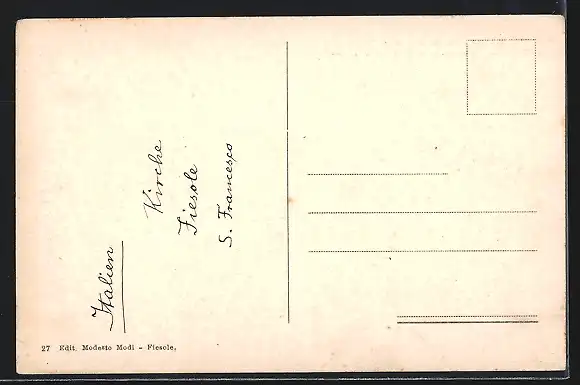 Italien
Kirche
Fiesole
S. Francesco
27 Edit. Modesto Modi - Fiesole.